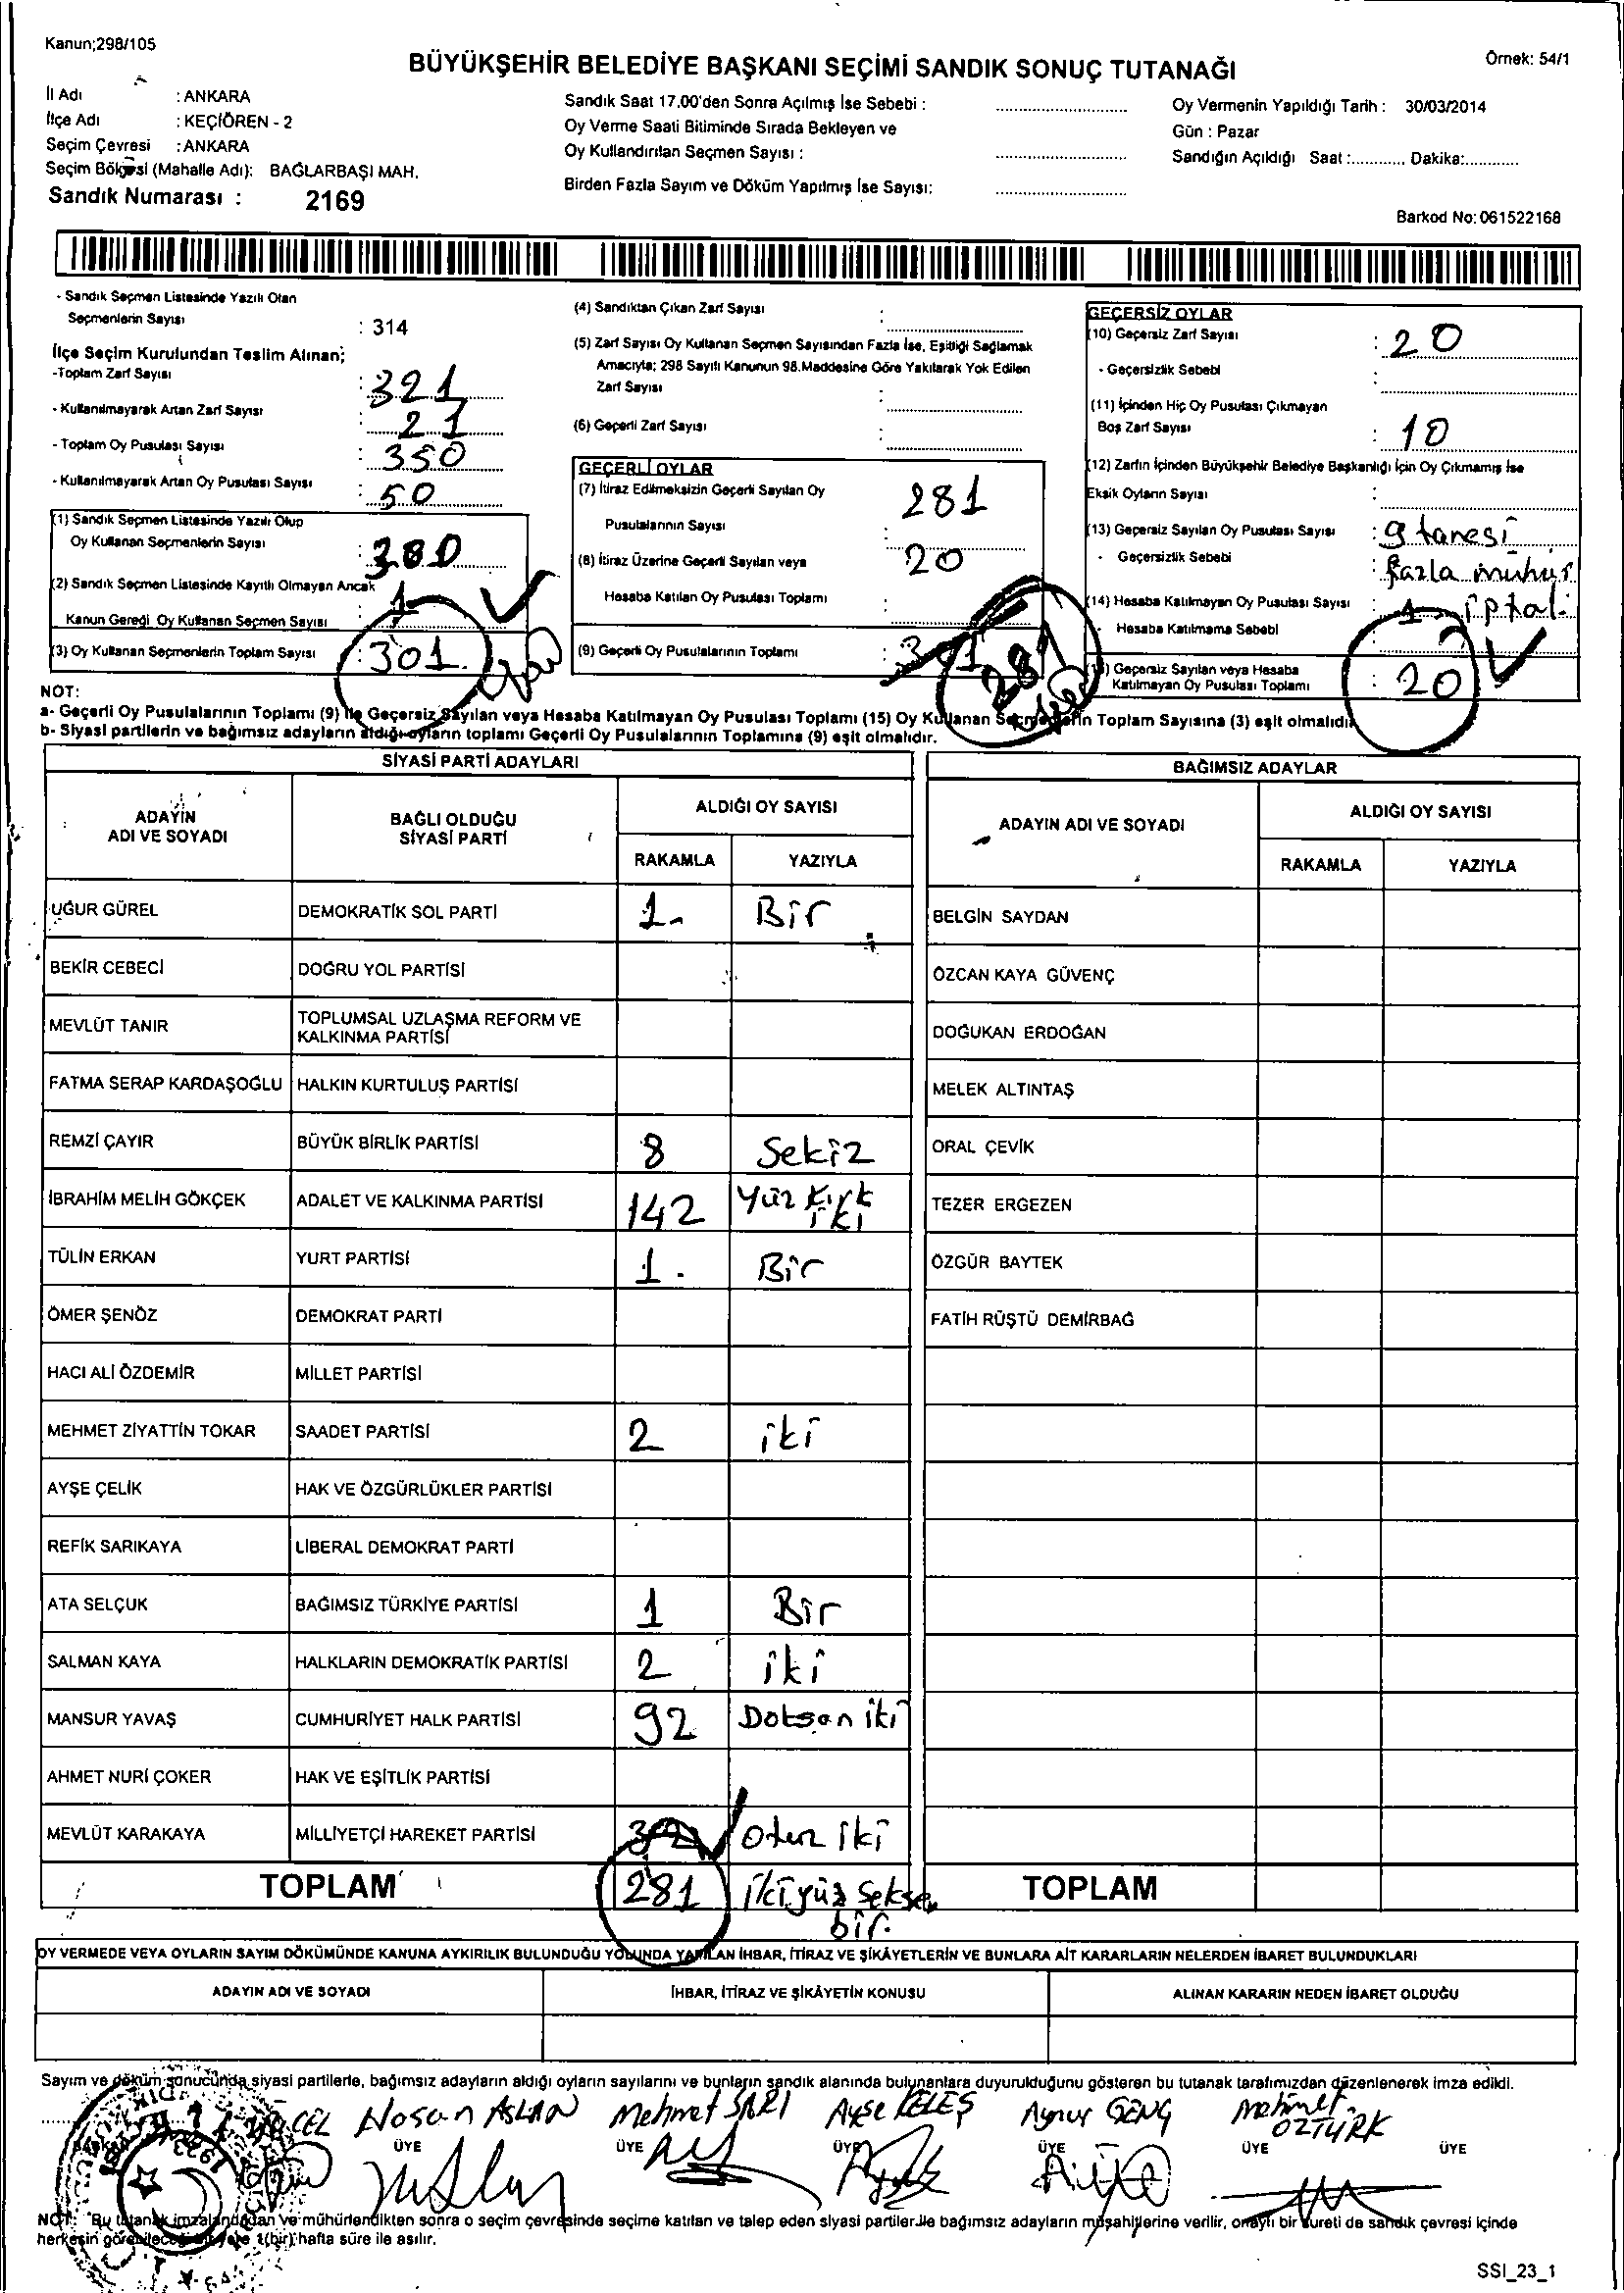 Kanun;298/105
BÜYÜKŞEHİR BELEDİYE BAŞKANI SEÇİMİ SANDIK SONUÇ TUTANAĞI
Örnek: 54/1
İl Adı : ANKARA
İlçe Adı : KEÇİÖREN - 2
Seçim Çevresi : ANKARA
Seçim Bölgesi (Mahalle Adı): BAĞLARBAŞI MAH.
Sandık Numarası : 2169
Sandık Saat 17.00'den Sonra Açılmış İse Sebebi :
Oy Verme Saati Bitiminde Sırada Bekleyen ve
Oy Kullandırılan Seçmen Sayısı :
Birden Fazla Sayım ve Döküm Yapılmış İse Sayısı:
Oy Vermenin Yapıldığı Tarih : 30/03/2014
Gün : Pazar
Sandığın Açıldığı Saat :........... Dakika:...........
Barkod No: 061522168
- Sandık Seçmen Listesinde Yazılı Olan
Seçmenlerin Sayısı : 314
İlçe Seçim Kurulundan Teslim Alınan;
-Toplam Zarf Sayısı : 321
- Kullanılmayarak Artan Zarf Sayısı : 21
- Toplam Oy Pusulası Sayısı : 350
- Kullanılmayarak Artan Oy Pusulası Sayısı : 50
(1) Sandık Seçmen Listesinde Yazılı Olup
Oy Kullanan Seçmenlerin Sayısı : 300
(2) Sandık Seçmen Listesinde Kayıtlı Olmayan Ancak
Kanun Gereği Oy Kullanan Seçmen Sayısı : 1
(3) Oy Kullanan Seçmenlerin Toplam Sayısı : 301
(4) Sandıktan Çıkan Zarf Sayısı :
(5) Zarf Sayısı Oy Kullanan Seçmen Sayısından Fazla İse, Eşitliği Sağlamak
Amacıyla; 298 Sayılı Kanunun 98.Maddesine Göre Yakılarak Yok Edilen
Zarf Sayısı :
(6) Geçerli Zarf Sayısı :
GEÇERLİ OYLAR
(7) İtiraz Edilmeksizin Geçerli Sayılan Oy
Pusulalarının Sayısı : 281
(8) İtiraz Üzerine Geçerli Sayılan veya
Hesaba Katılan Oy Pusulası Toplamı : 20
(9) Geçerli Oy Pusulalarının Toplamı : 281
GEÇERSİZ OYLAR
(10) Geçersiz Zarf Sayısı : 20
- Geçersizlik Sebebi :
(11) İçinden Hiç Oy Pusulası Çıkmayan
Boş Zarf Sayısı : 10
(12) Zarfın İçinden Büyükşehir Belediye Başkanlığı İçin Oy Çıkmamış İse
Eksik Oyların Sayısı :
(13) Geçersiz Sayılan Oy Pusulası Sayısı : 9 tanesi
- Geçersizlik Sebebi : fazla mühür
(14) Hesaba Katılmayan Oy Pusulası Sayısı : 1 iptal
- Hesaba Katılmama Sebebi
(15) Geçersiz Sayılan veya Hesaba
Katılmayan Oy Pusulası Toplamı : 20
NOT:
a- Geçerli Oy Pusulalarının Toplamı (9) ile Geçersiz Sayılan veya Hesaba Katılmayan Oy Pusulası Toplamı (15) Oy Kullanan Seçmenlerin Toplam Sayısına (3) eşit olmalıdır.
b- Siyasi partilerin ve bağımsız adayların aldığı oyların toplamı Geçerli Oy Pusulalarının Toplamına (9) eşit olmalıdır.
SİYASİ PARTİ ADAYLARI
ADAYIN ADI VE SOYADI
BAĞLI OLDUĞU SİYASİ PARTİ
ALDIĞI OY SAYISI
RAKAMLA YAZIYLA
UĞUR GÜREL DEMOKRATİK SOL PARTİ 1. Bir
BEKİR CEBECİ DOĞRU YOL PARTİSİ
MEVLÜT TANIR TOPLUMSAL UZLAŞMA REFORM VE KALKINMA PARTİSİ
FATMA SERAP KARDAŞOĞLU HALKIN KURTULUŞ PARTİSİ
REMZİ ÇAYIR BÜYÜK BİRLİK PARTİSİ 8 Sekiz
İBRAHİM MELİH GÖKÇEK ADALET VE KALKINMA PARTİSİ 142 Yüz Kırk iki
TÜLİN ERKAN YURT PARTİSİ 1. Bir
ÖMER ŞENÖZ DEMOKRAT PARTİ
HACI ALİ ÖZDEMİR MİLLET PARTİSİ
MEHMET ZİYATTİN TOKAR SAADET PARTİSİ 2 iki
AYŞE ÇELİK HAK VE ÖZGÜRLÜKLER PARTİSİ
REFİK SARIKAYA LİBERAL DEMOKRAT PARTİ
ATA SELÇUK BAĞIMSIZ TÜRKİYE PARTİSİ 1 Bir
SALMAN KAYA HALKLARIN DEMOKRATİK PARTİSİ 2 iki
MANSUR YAVAŞ CUMHURİYET HALK PARTİSİ 92 Doksan iki
AHMET NURİ ÇOKER HAK VE EŞİTLİK PARTİSİ
MEVLÜT KARAKAYA MİLLİYETÇİ HAREKET PARTİSİ 32 Otuz iki
TOPLAM 281 ikiyüz Seksen bir.
BAĞIMSIZ ADAYLAR
ADAYIN ADI VE SOYADI
ALDIĞI OY SAYISI
RAKAMLA YAZIYLA
BELGİN SAYDAN
ÖZCAN KAYA GÜVENÇ
DOĞUKAN ERDOĞAN
MELEK ALTINTAŞ
ORAL ÇEVİK
TEZER ERGEZEN
ÖZGÜR BAYTEK
FATİH RÜŞTÜ DEMİRBAĞ
TOPLAM
OY VERMEDE VEYA OYLARIN SAYIM DÖKÜMÜNDE KANUNA AYKIRILIK BULUNDUĞU YOLUNDA YAPILAN İHBAR, İTİRAZ VE ŞİKÂYETLERİN VE BUNLARA AİT KARARLARIN NELERDEN İBARET BULUNDUKLARI
ADAYIN ADI VE SOYADI İHBAR, İTİRAZ VE ŞİKÂYETİN KONUSU ALINAN KARARIN NEDEN İBARET OLDUĞU
Sayım ve döküm sonucunda siyasi partilerle, bağımsız adayların aldığı oyların sayılarını ve bunların sandık alanında bulunanlara duyurulduğunu gösteren bu tutanak tarafımızdan düzenlenerek imza edildi.
Hasan ASLAN Mehmet SARI Ayşe KELEŞ Aynur GENÇ Mehmet ÖZTÜRK
BAŞKAN ÜYE ÜYE ÜYE ÜYE ÜYE ÜYE
NOT: Bu tutanak imzalandıktan ve mühürlendikten sonra o seçim çevresinde seçime katılan ve talep eden siyasi partiler ile bağımsız adayların müşahitlerine verilir, onaylı bir sureti de sandık çevresi içinde
herkesin görebileceği bir yere 1(bir) hafta süre ile asılır.
SSI_23_1